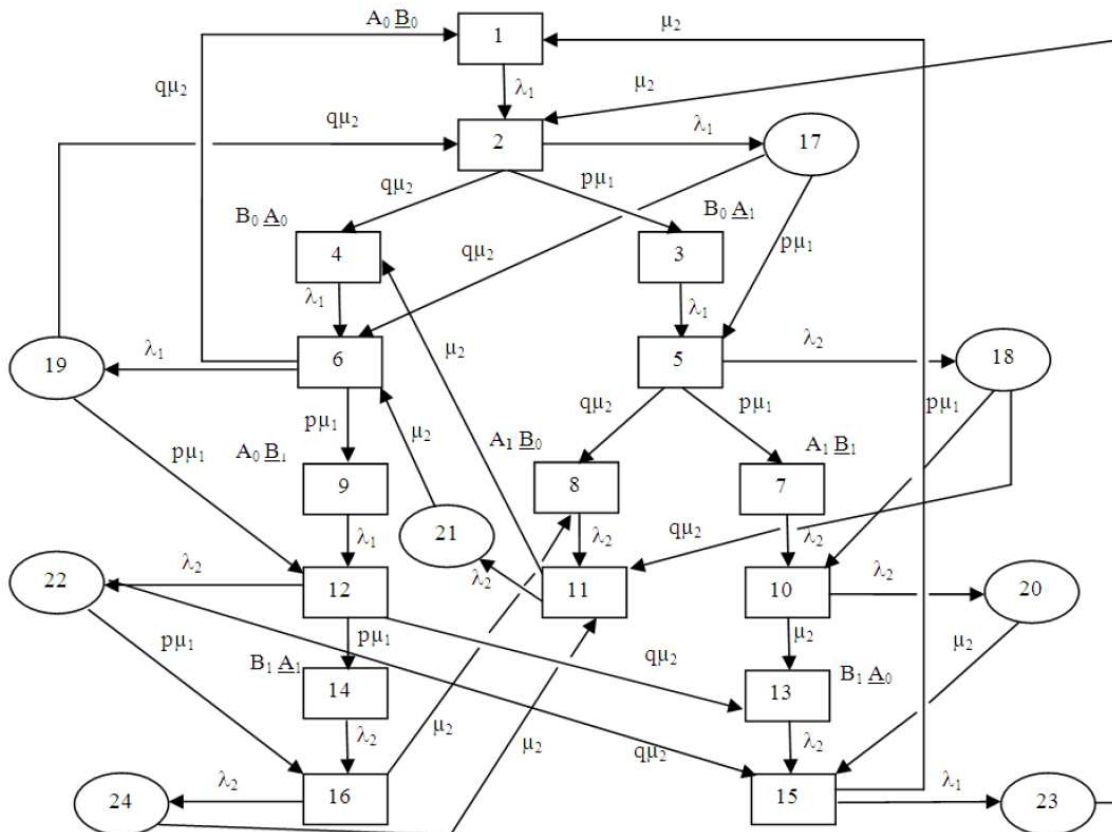 A₀ B₀
1
μ₂
λ₁
μ₂
qμ₂
qμ₂
2
λ₁
17
qμ₂
pμ₁
B₀ A₀
B₀ A₁
4
3
qμ₂
pμ₁
λ₁
λ₁
μ₂
19
λ₁
6
5
λ₂
18
pμ₁
qμ₂
pμ₁
pμ₁
μ₂
A₀ B₁
A₁ B₀
A₁ B₁
pμ₁
9
8
7
21
qμ₂
λ₁
λ₂
λ₂
22
λ₂
12
λ₂
11
10
λ₂
20
pμ₁
pμ₁
μ₂
μ₂
B₁ A₁
qμ₂
14
13
B₁ A₀
λ₂
μ₂
μ₂
qμ₂
λ₂
24
λ₂
16
15
λ₁
23